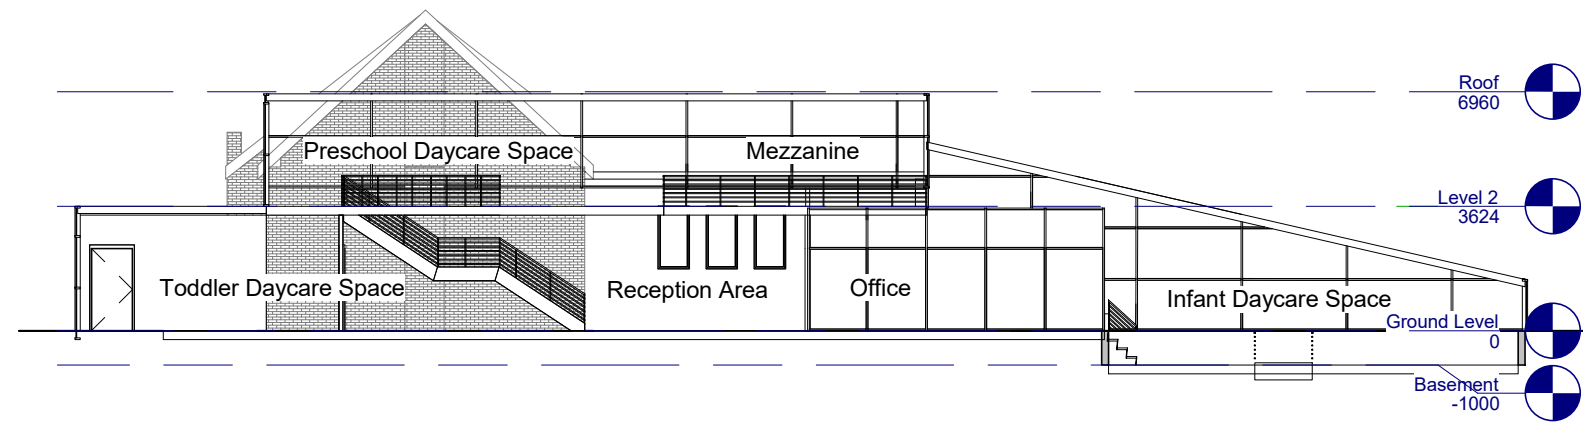 Roof
6960
Preschool Daycare Space
Mezzanine
Level 2
3624
Toddler Daycare Space
Reception Area
Office
Infant Daycare Space
Ground Level
0
Basement
-1000